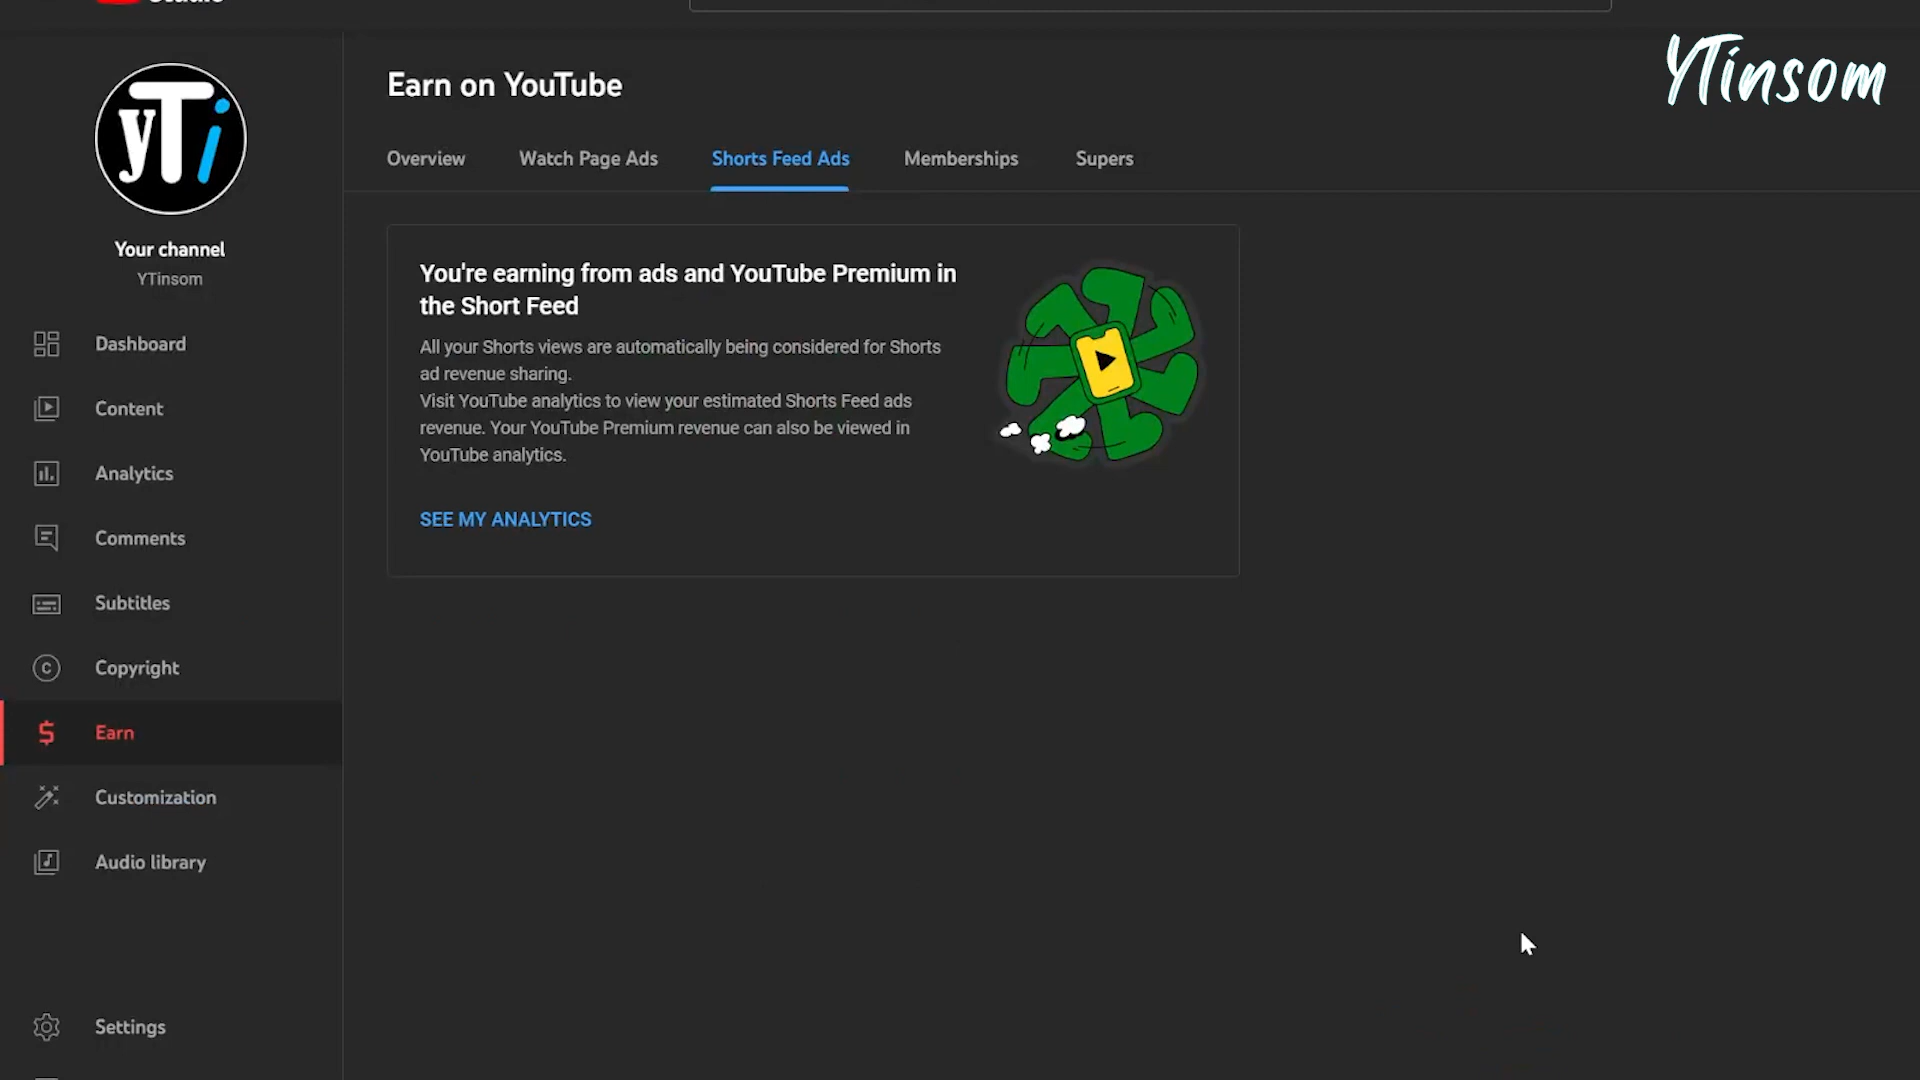 Studio
YTinsom
yTi
Your channel
YTinsom
Dashboard
Content
Analytics
Comments
Subtitles
Copyright
Earn
Customization
Audio library
Settings
Earn on YouTube
Overview
Watch Page Ads
Shorts Feed Ads
Memberships
Supers
You're earning from ads and YouTube Premium in
the Short Feed
All your Shorts views are automatically being considered for Shorts
ad revenue sharing.
Visit YouTube analytics to view your estimated Shorts Feed ads
revenue. Your YouTube Premium revenue can also be viewed in
YouTube analytics.
SEE MY ANALYTICS